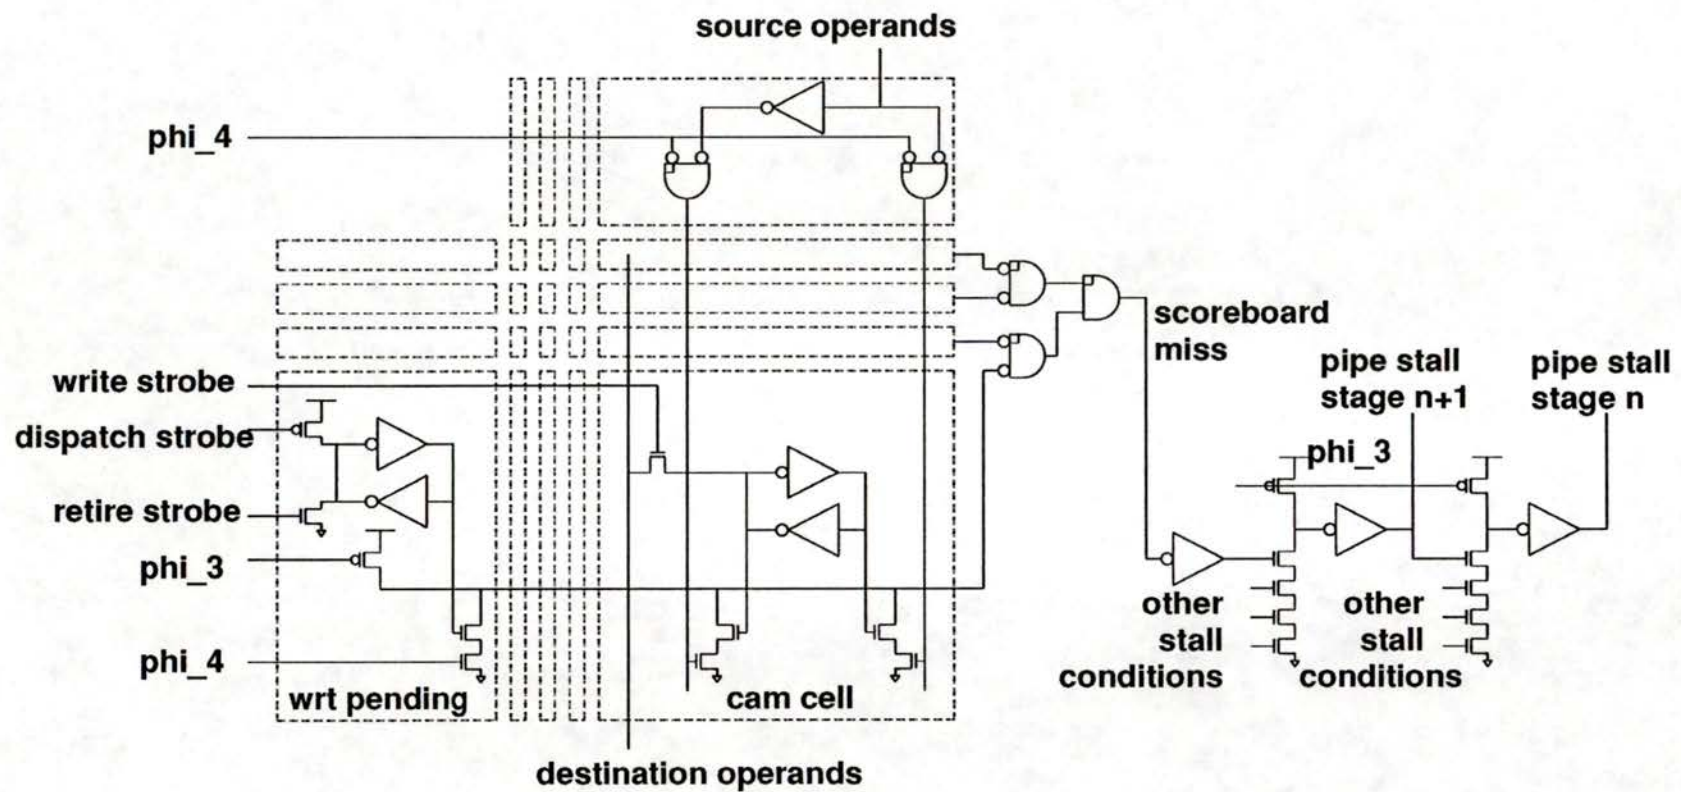 source operands
phi_4
write strobe
dispatch strobe
retire strobe
phi_3
phi_4
wrt pending
cam cell
destination operands
scoreboard
miss
pipe stall
stage n+1
pipe stall
stage n
phi_3
other
stall
conditions
other
stall
conditions